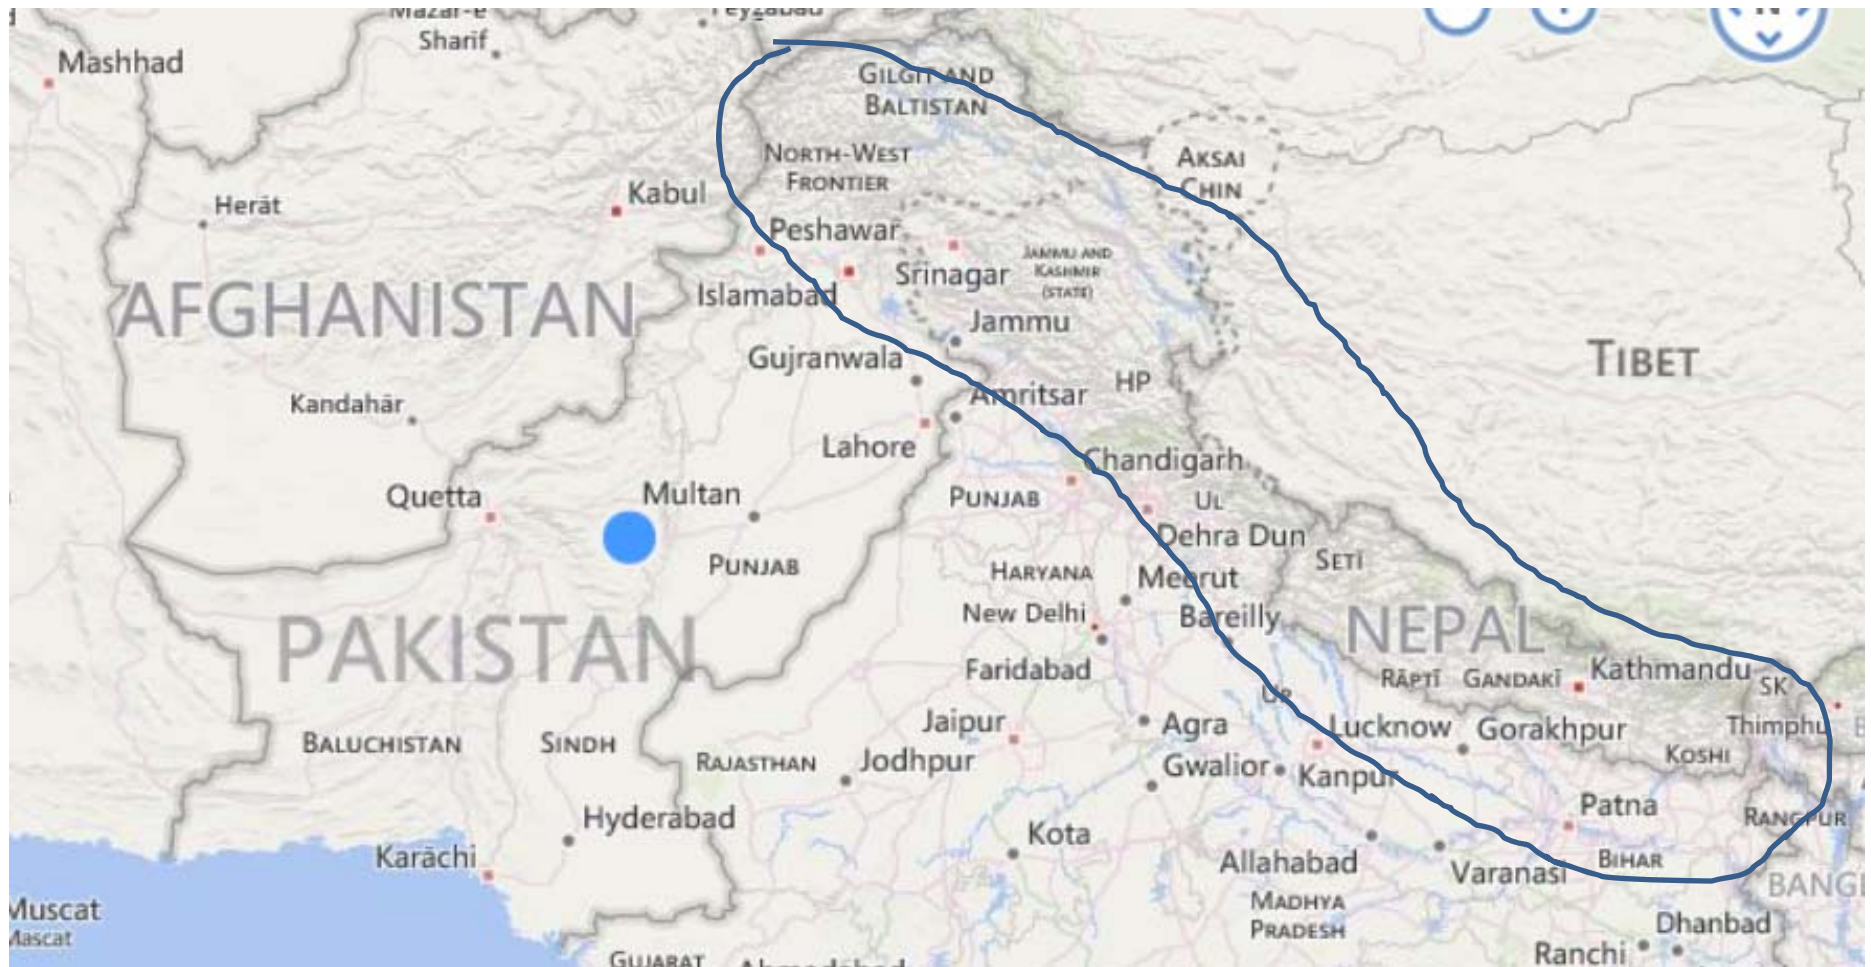 Mazar-e
Sharif
Feyzabad
N
Mashhad
GILGIT AND
BALTISTAN
AKSAI
CHIN
NORTH-WEST
FRONTIER
Kabul
Herāt
Peshawar
Srinagar
JAMMU AND
KASHMIR
(STATE)
Islamabad
AFGHANISTAN
Jammu
Gujranwala
TIBET
HP
Amritsar
Kandahār
Lahore
Chandigarh
Quetta
Multan
PUNJAB
UL
Dehra Dun
SETI
PUNJAB
HARYANA
Meerut
New Delhi
Bareilly
NEPAL
PAKISTAN
Faridabad
RĀPTĪ
GANDAKĪ
Kathmandu
SK
UP
Jaipur
Agra
Lucknow
Gorakhpur
Thimphu
B
BALUCHISTAN
SINDH
RAJASTHAN
Jodhpur
Gwalior
Kanpur
KOSHI
Hyderabad
Kota
Patna
RANGPUR
Karāchi
Allahabad
Varanasi
BIHAR
BANG
Muscat
Mascat
MADHYA
PRADESH
Dhanbad
Ranchi
GUJARAT
Ahmadabad